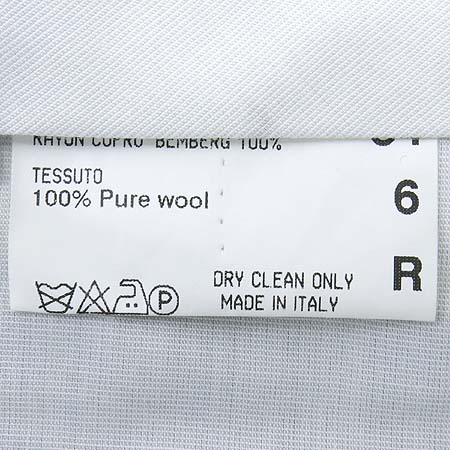 RAYON CUPRO BEMBERG 100%
TESSUTO
100% Pure wool
6
R
P
DRY CLEAN ONLY
MADE IN ITALY